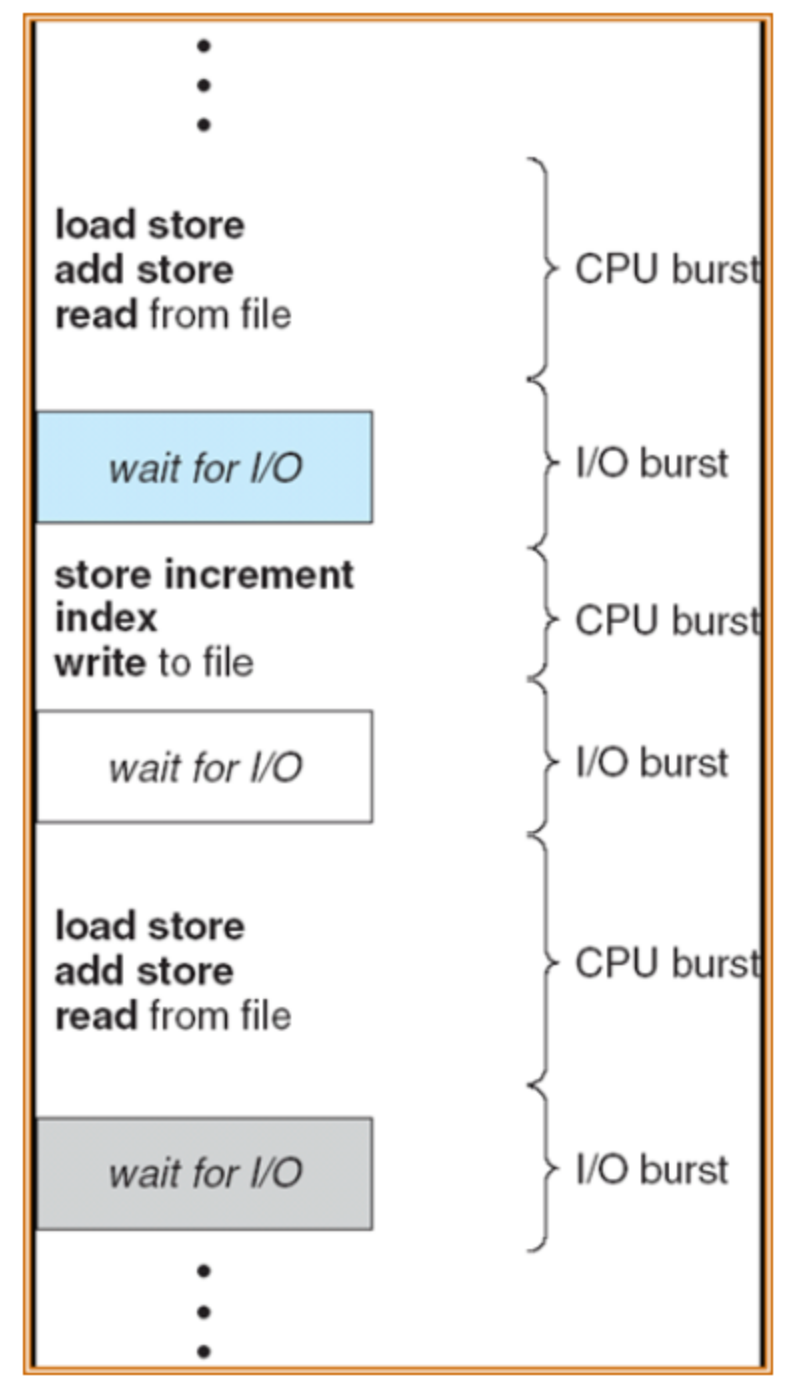 load store
add store
read from file
CPU burst
wait for I/O
I/O burst
store increment
index
write to file
CPU burst
wait for I/O
I/O burst
load store
add store
read from file
CPU burst
wait for I/O
I/O burst